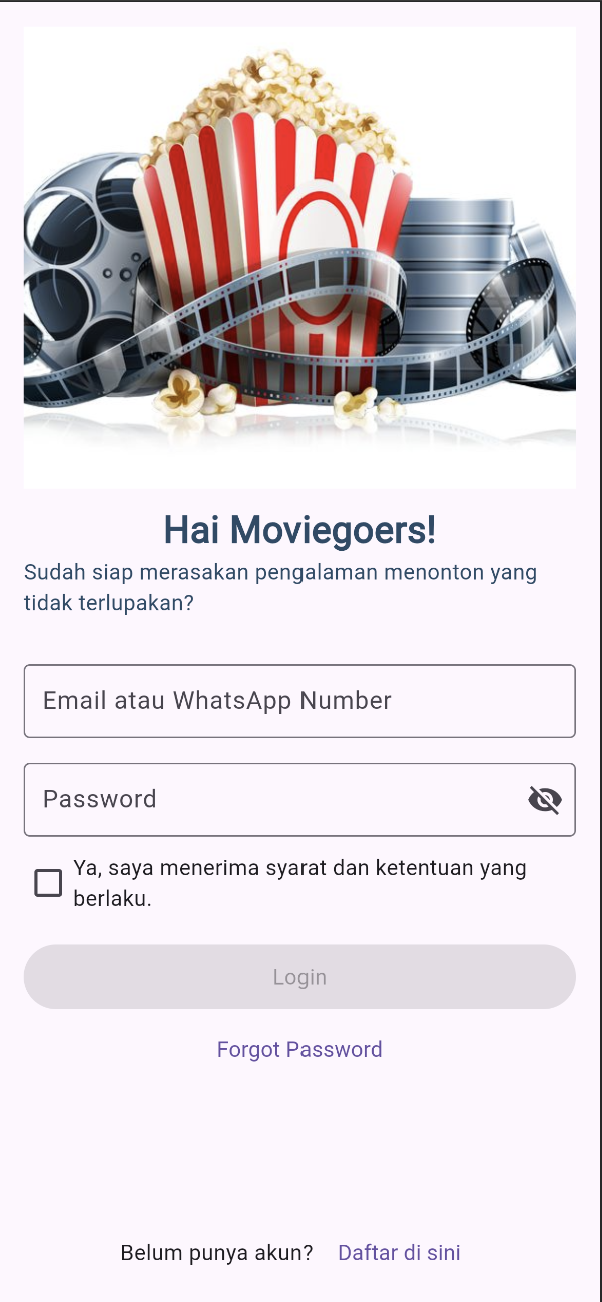 Hai Moviegoers!
Sudah siap merasakan pengalaman menonton yang
tidak terlupakan?
Email atau WhatsApp Number
Password
Ya, saya menerima syarat dan ketentuan yang
berlaku.
Login
Forgot Password
Belum punya akun? Daftar di sini